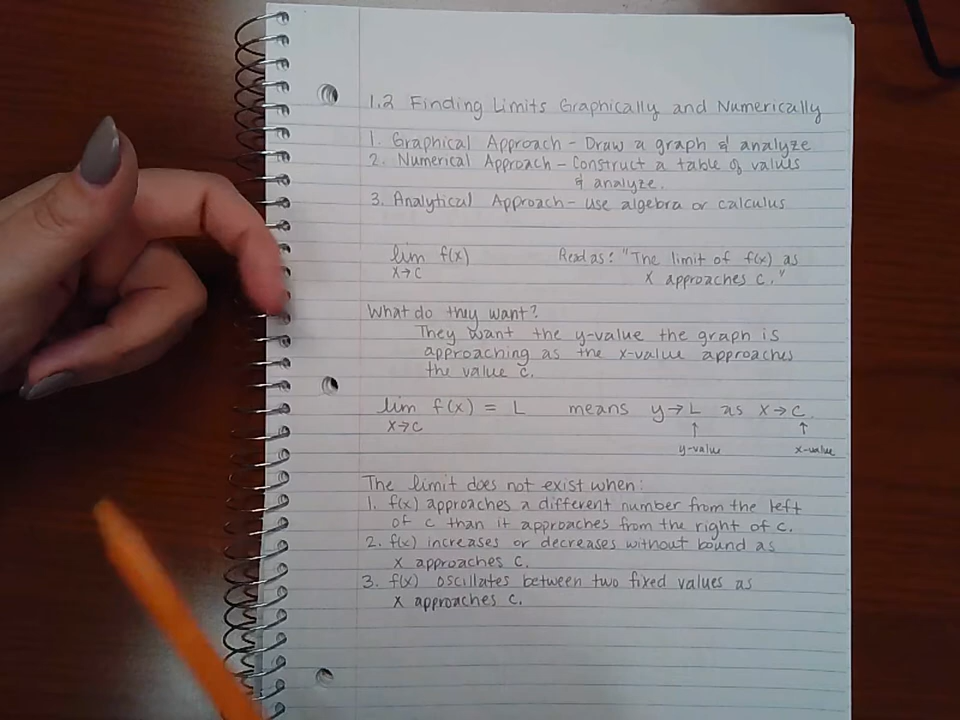 1.2 Finding Limits Graphically and Numerically
1. Graphical Approach - Draw a graph & analyze
2. Numerical Approach - Construct a table of values
& analyze.
3. Analytical Approach - Use algebra or calculus
lim f(x) Read as: "The limit of f(x) as
x→c x approaches c."
What do they want?
They want the y-value the graph is
approaching as the x-value approaches
the value c.
lim f(x) = L means y→L as x→c.
x→c ↑ ↑
y-value x-value
The limit does not exist when:
1. f(x) approaches a different number from the left
of c than it approaches from the right of c.
2. f(x) increases or decreases without bound as
x approaches c.
3. f(x) oscillates between two fixed values as
x approaches c.